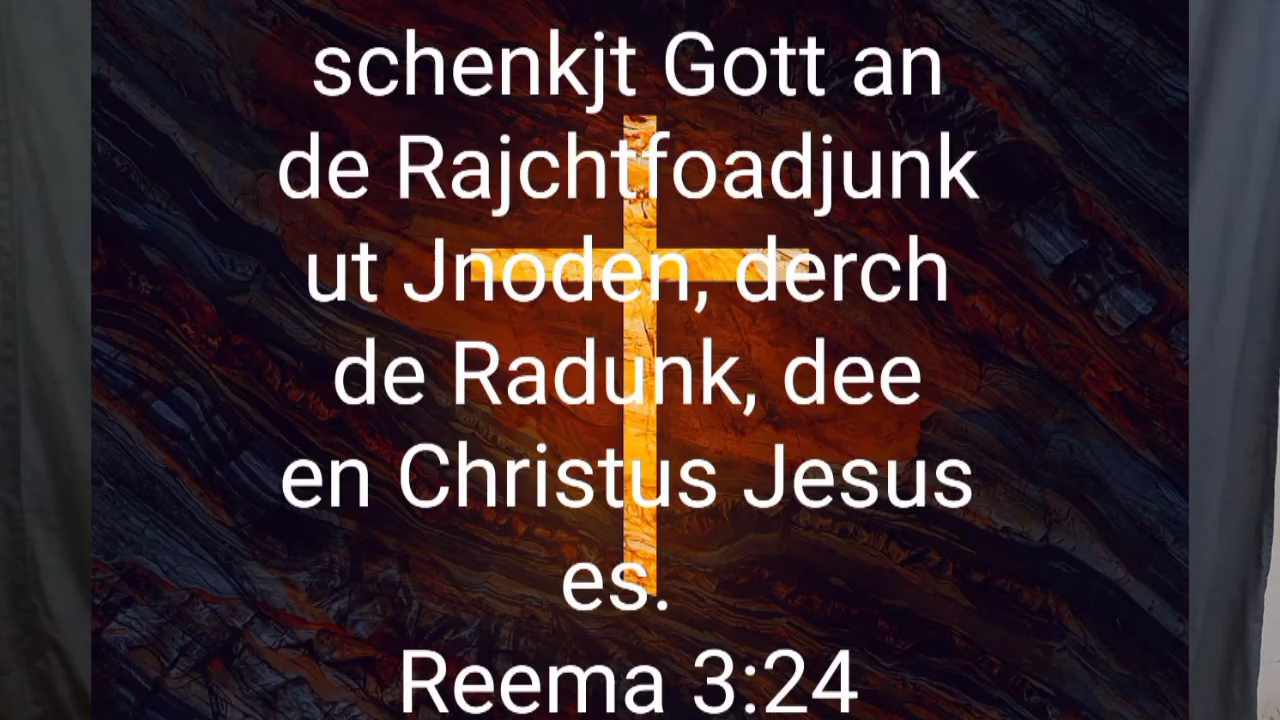 schenkjt Gott an
de Rajchtfoadjunk
ut Jnoden, derch
de Radunk, dee
en Christus Jesus
es.
Reema 3:24